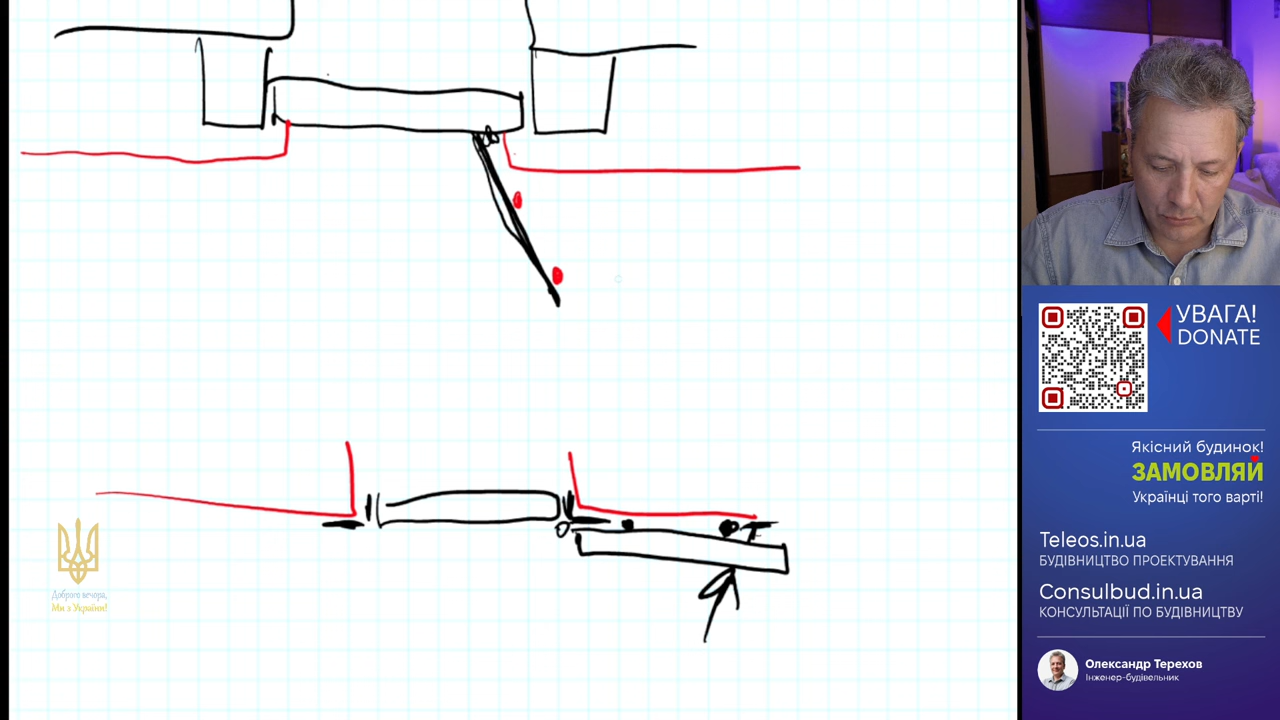 УВАГА!
DONATE
Якісний будинок!
ЗАМОВЛЯЙ
Українці того варті!
Teleos.in.ua
БУДІВНИЦТВО ПРОЕКТУВАННЯ
Consulbud.in.ua
КОНСУЛЬТАЦІЇ ПО БУДІВНИЦТВУ
Олександр Терехов
Інженер-будівельник
Доброго вечора,
Ми з України!